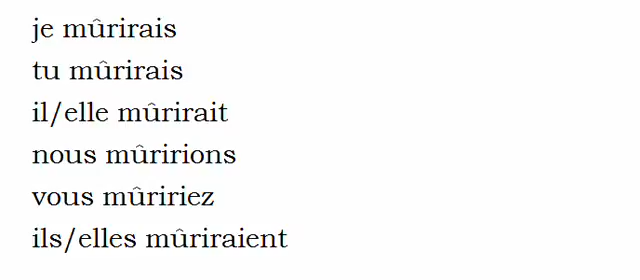 je mûrirais
tu mûrirais
il/elle mûrirait
nous mûririons
vous mûririez
ils/elles mûriraient